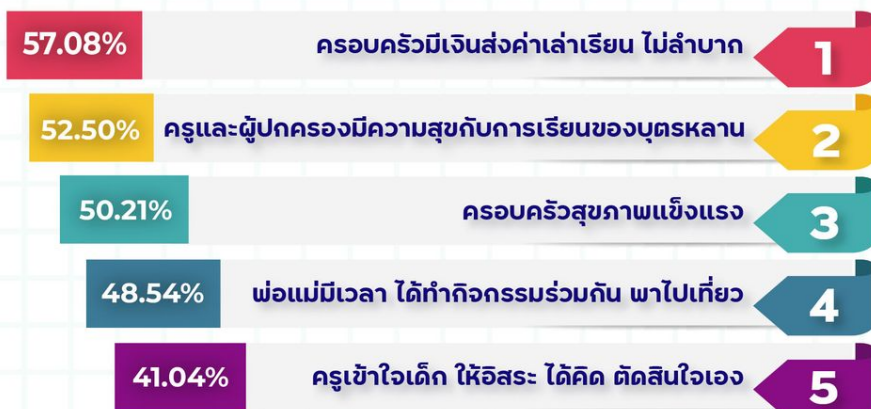 57.08% ครอบครัวมีเงินส่งค่าเล่าเรียน ไม่ลำบาก 1
52.50% ครูและผู้ปกครองมีความสุขกับการเรียนของบุตรหลาน 2
50.21% ครอบครัวสุขภาพแข็งแรง 3
48.54% พ่อแม่มีเวลา ได้ทำกิจกรรมร่วมกัน พาไปเที่ยว 4
41.04% ครูเข้าใจเด็ก ให้อิสระ ได้คิด ตัดสินใจเอง 5